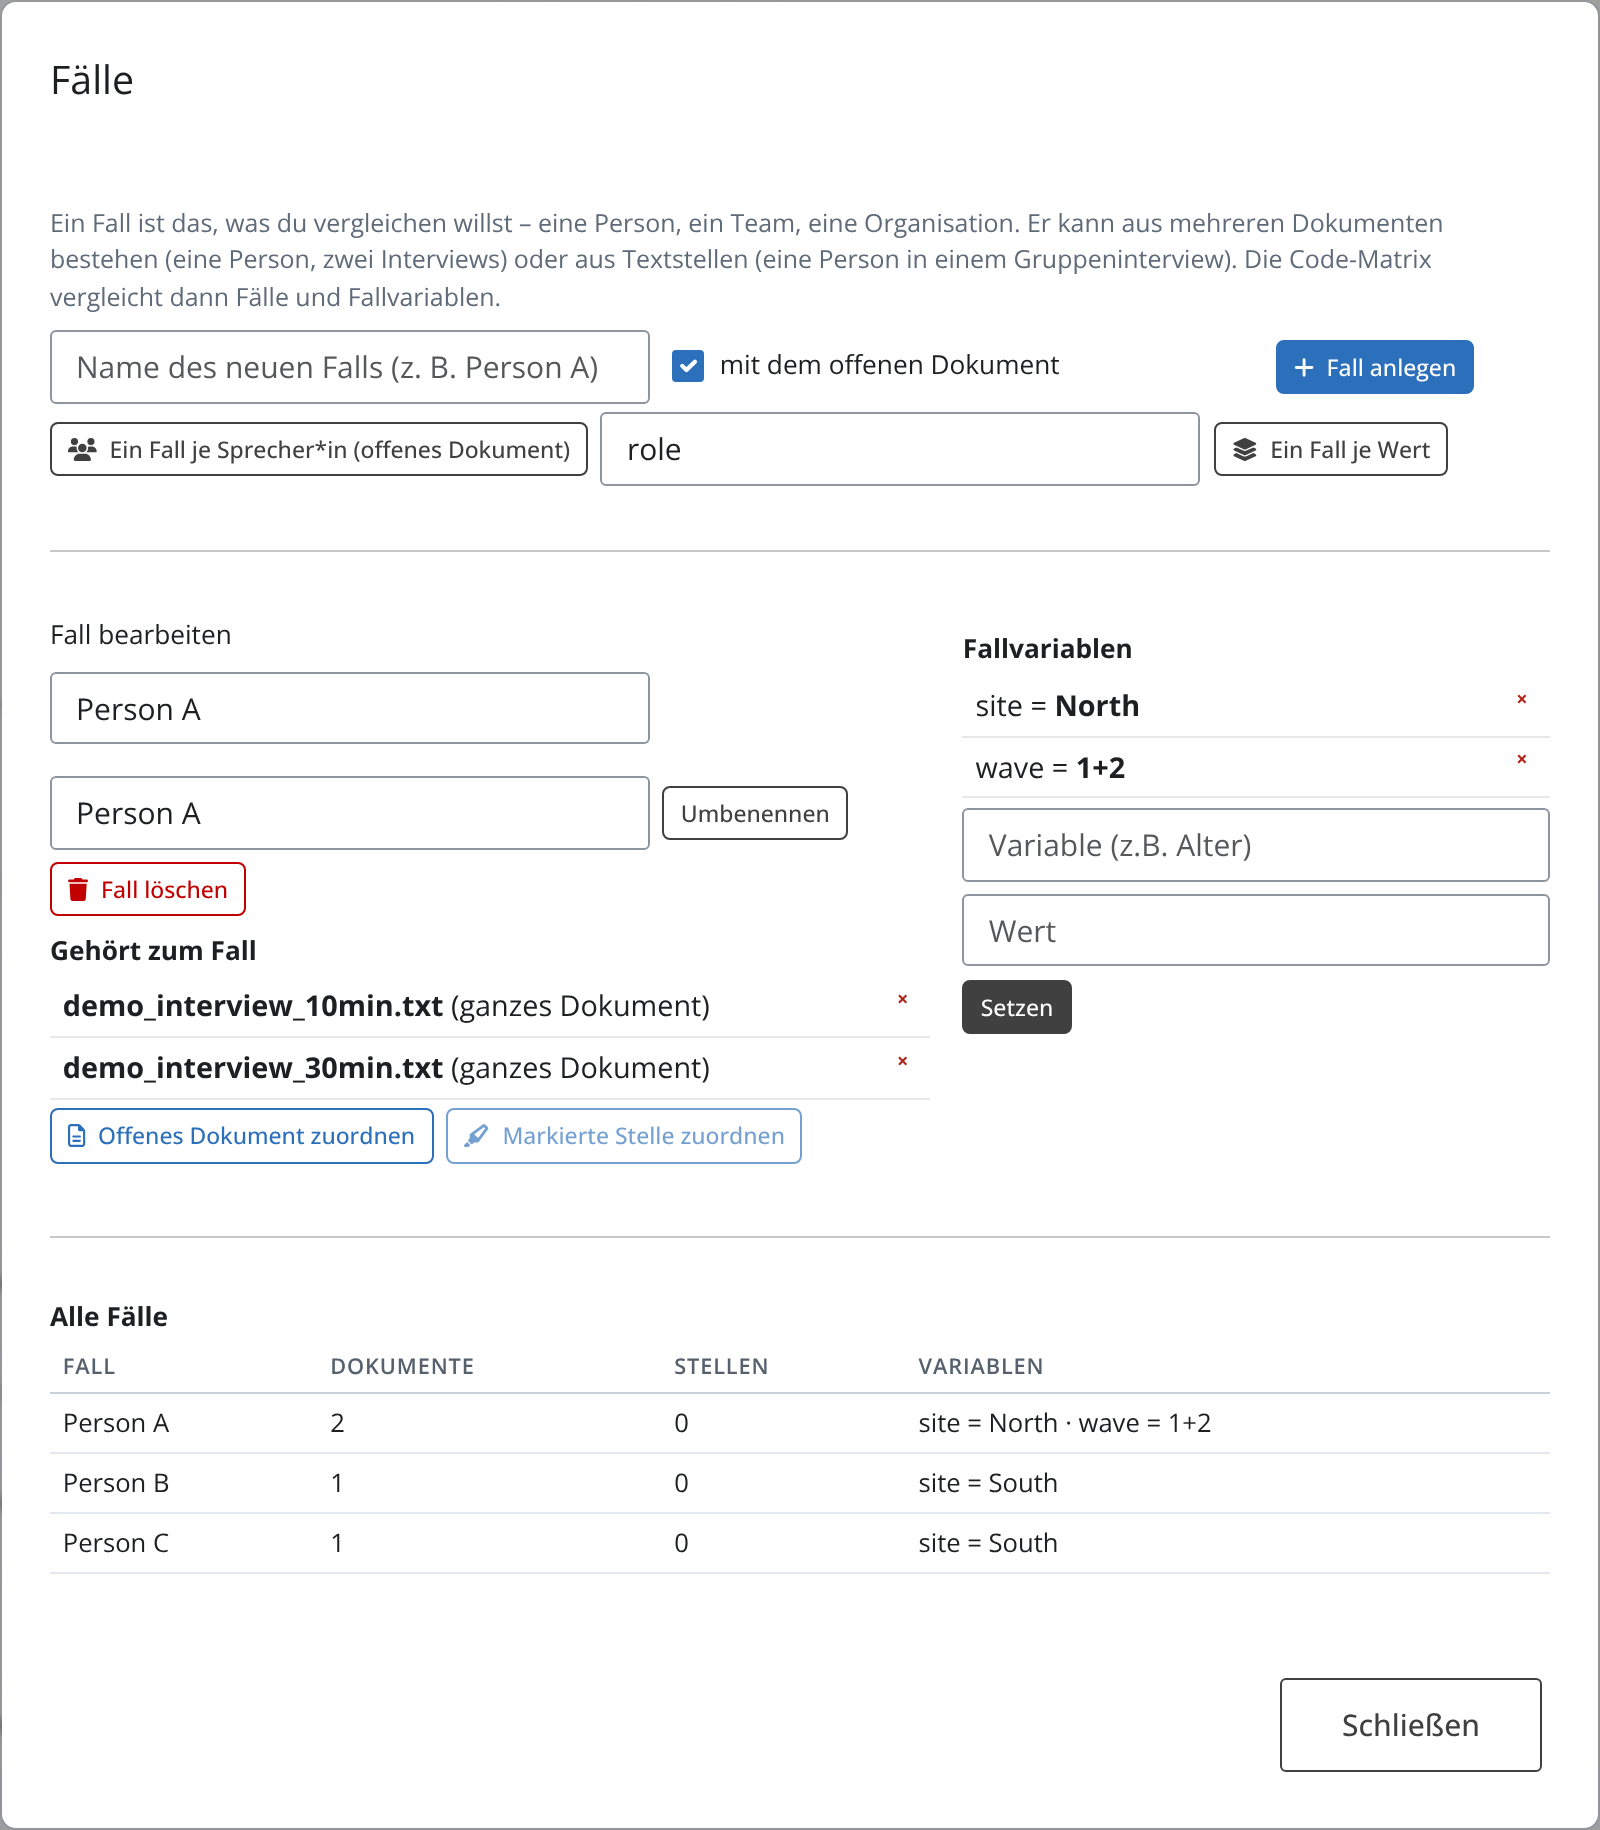 Fälle
Ein Fall ist das, was du vergleichen willst – eine Person, ein Team, eine Organisation. Er kann aus mehreren Dokumenten
bestehen (eine Person, zwei Interviews) oder aus Textstellen (eine Person in einem Gruppeninterview). Die Code-Matrix
vergleicht dann Fälle und Fallvariablen.
Name des neuen Falls (z. B. Person A) mit dem offenen Dokument Fall anlegen
Ein Fall je Sprecher*in (offenes Dokument) role Ein Fall je Wert
Fall bearbeiten
Person A
Person A Umbenennen
Fall löschen
Gehört zum Fall
demo_interview_10min.txt (ganzes Dokument) ×
demo_interview_30min.txt (ganzes Dokument) ×
Offenes Dokument zuordnen Markierte Stelle zuordnen
Fallvariablen
site = North ×
wave = 1+2 ×
Variable (z.B. Alter)
Wert
Setzen
Alle Fälle
FALL DOKUMENTE STELLEN VARIABLEN
Person A 2 0 site = North · wave = 1+2
Person B 1 0 site = South
Person C 1 0 site = South
Schließen